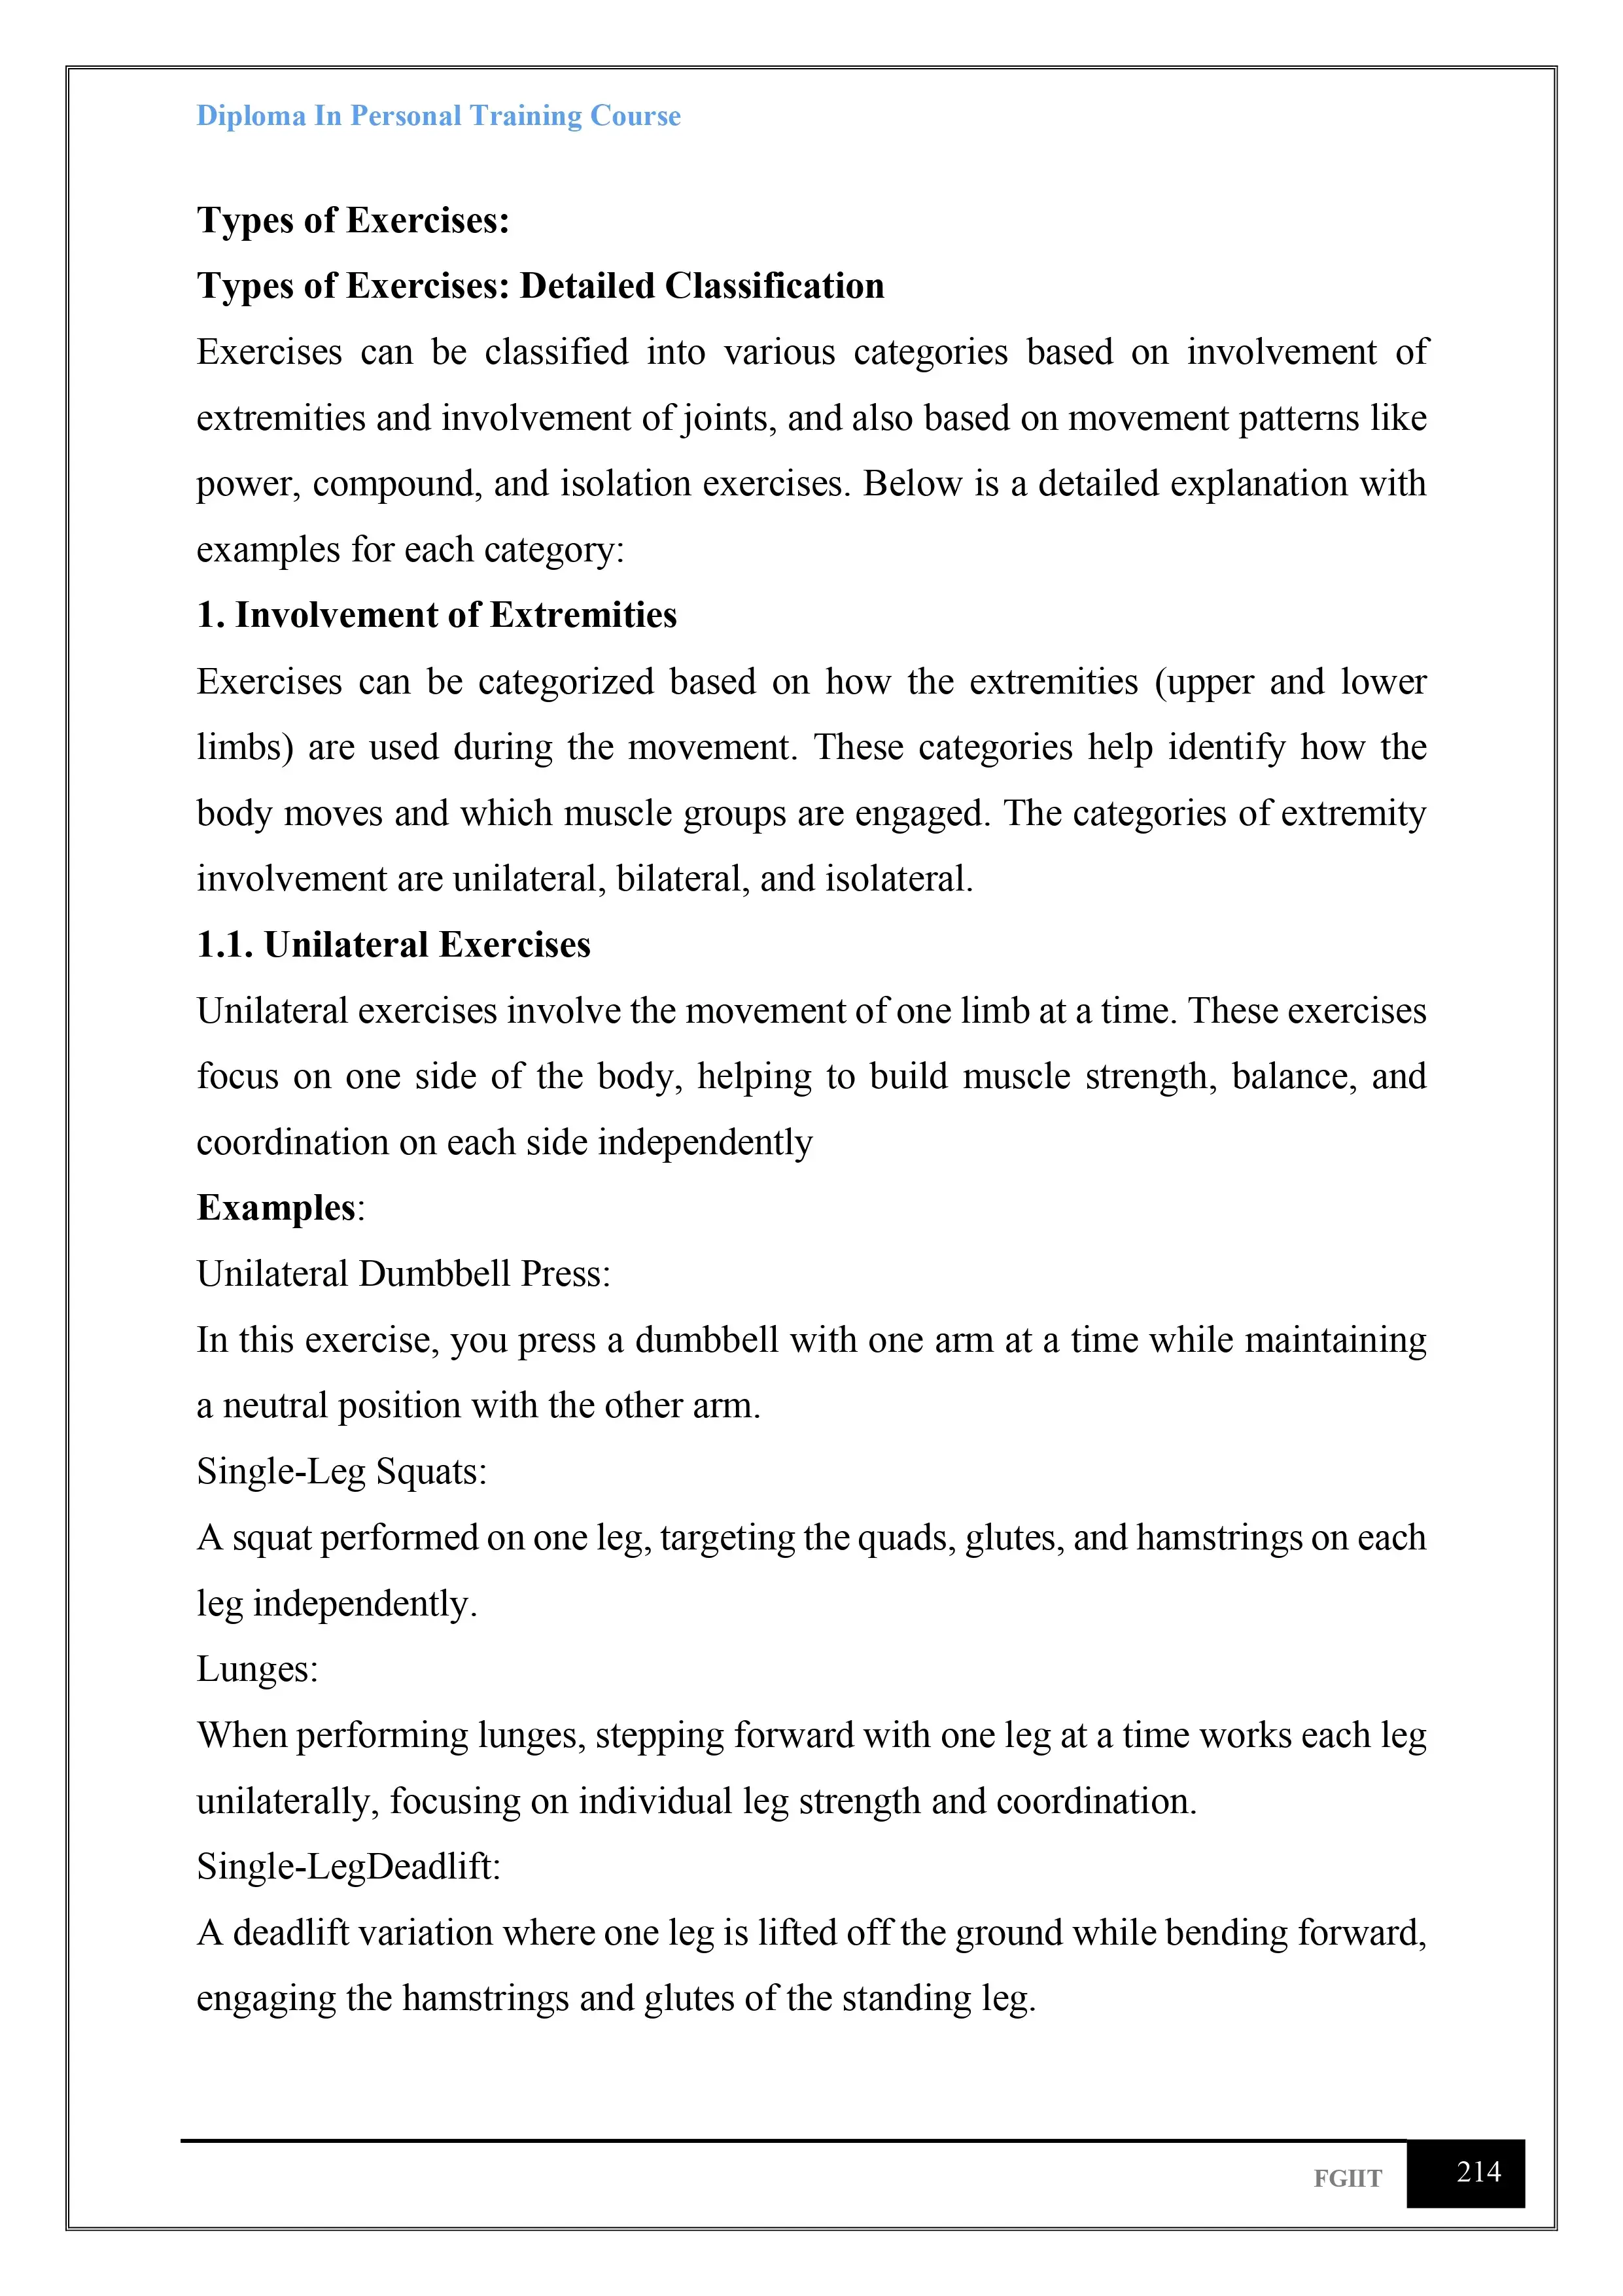 Diploma In Personal Training Course
Types of Exercises:
Types of Exercises: Detailed Classification
Exercises can be classified into various categories based on involvement of
extremities and involvement of joints, and also based on movement patterns like
power, compound, and isolation exercises. Below is a detailed explanation with
examples for each category:
1. Involvement of Extremities
Exercises can be categorized based on how the extremities (upper and lower
limbs) are used during the movement. These categories help identify how the
body moves and which muscle groups are engaged. The categories of extremity
involvement are unilateral, bilateral, and isolateral.
1.1. Unilateral Exercises
Unilateral exercises involve the movement of one limb at a time. These exercises
focus on one side of the body, helping to build muscle strength, balance, and
coordination on each side independently
Examples:
Unilateral Dumbbell Press:
In this exercise, you press a dumbbell with one arm at a time while maintaining
a neutral position with the other arm.
Single-Leg Squats:
A squat performed on one leg, targeting the quads, glutes, and hamstrings on each
leg independently.
Lunges:
When performing lunges, stepping forward with one leg at a time works each leg
unilaterally, focusing on individual leg strength and coordination.
Single-LegDeadlift:
A deadlift variation where one leg is lifted off the ground while bending forward,
engaging the hamstrings and glutes of the standing leg.
FGIIT 214